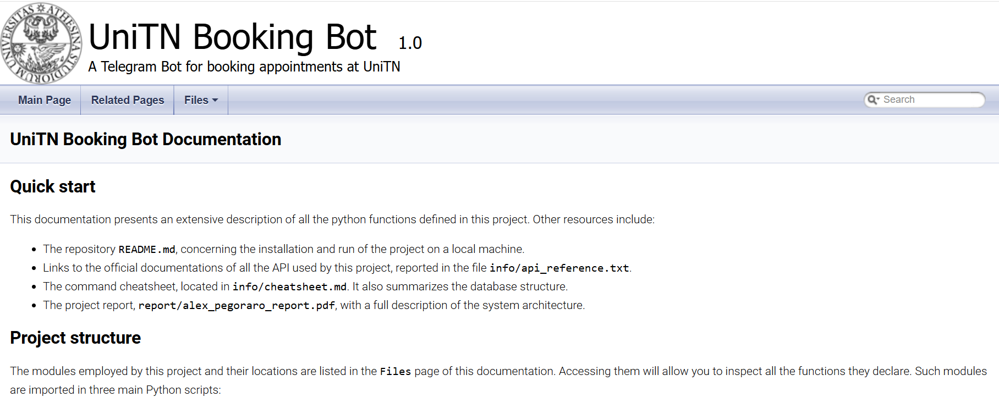 UNIVERSITAS ATHESINA STUDIORUM
UniTN Booking Bot 1.0
A Telegram Bot for booking appointments at UniTN
Main Page
Related Pages
Files
Search
UniTN Booking Bot Documentation
Quick start
This documentation presents an extensive description of all the python functions defined in this project. Other resources include:
• The repository README.md, concerning the installation and run of the project on a local machine.
• Links to the official documentations of all the API used by this project, reported in the file info/api_reference.txt.
• The command cheatsheet, located in info/cheatsheet.md. It also summarizes the database structure.
• The project report, report/alex_pegoraro_report.pdf, with a full description of the system architecture.
Project structure
The modules employed by this project and their locations are listed in the Files page of this documentation. Accessing them will allow you to inspect all the functions they declare. Such modules
are imported in three main Python scripts: